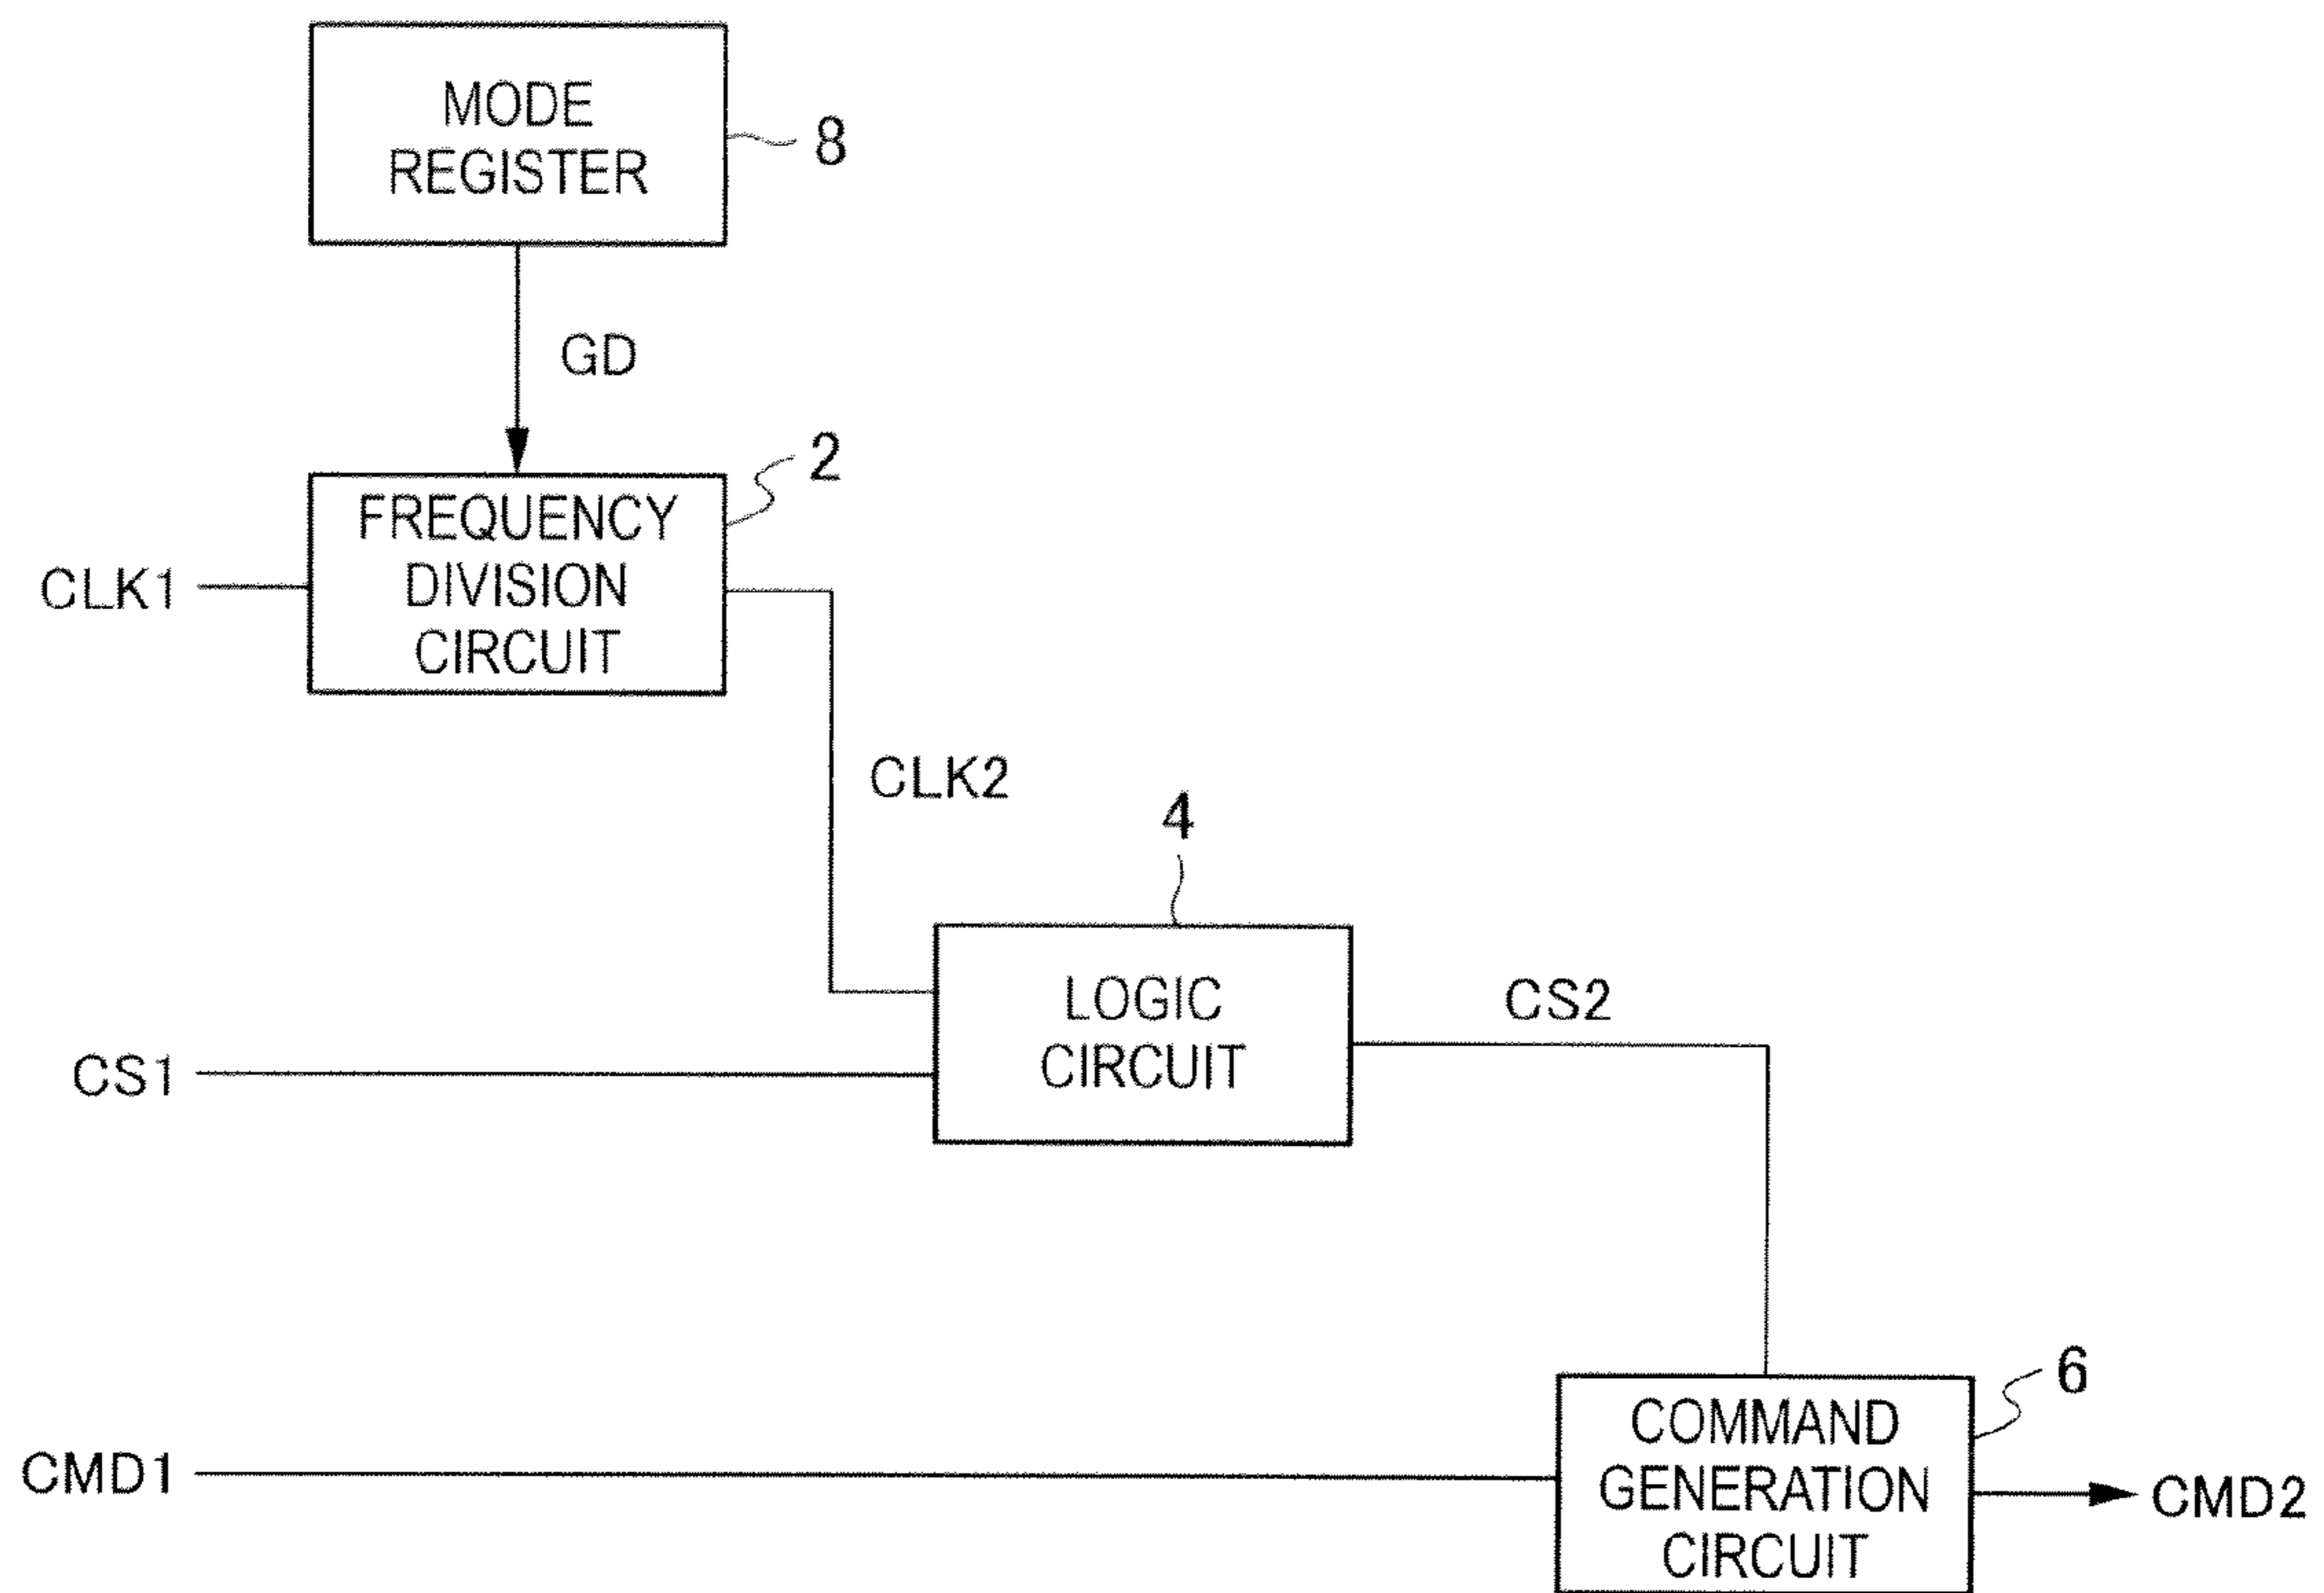 MODE
REGISTER
8
GD
2
FREQUENCY
DIVISION
CIRCUIT
CLK1
CLK2
4
LOGIC
CIRCUIT
CS2
CS1
6
COMMAND
GENERATION
CIRCUIT
CMD1
CMD2